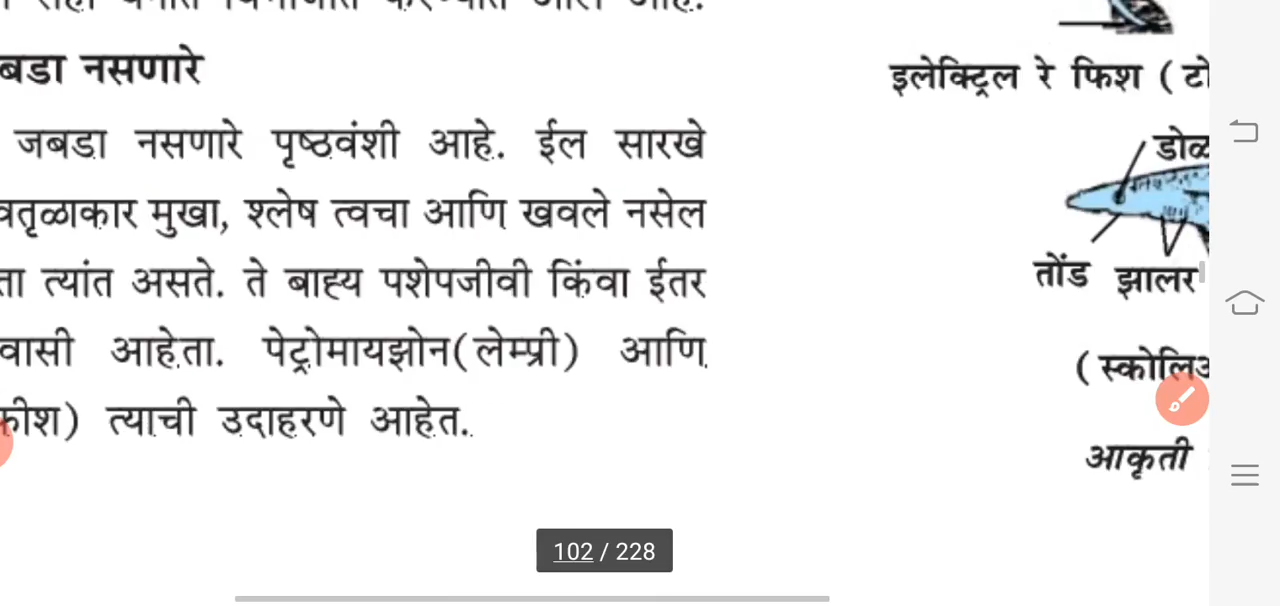 बडा नसणारे
जबडा नसणारे पृष्ठवंशी आहे. ईल सारखे
वतृळाकार मुखा, श्लेष त्वचा आणि खवले नसेल
ता त्यांत असते. ते बाह्य पशेपजीवी किंवा ईतर
वासी आहेता. पेट्रोमायझोन(लेम्प्री) आणि
फीश) त्याची उदाहरणे आहेत.
इलेक्ट्रिल रे फिश ( टो
डोळ
तोंड झालर
( स्कोलिअ
आकृती
102 / 228